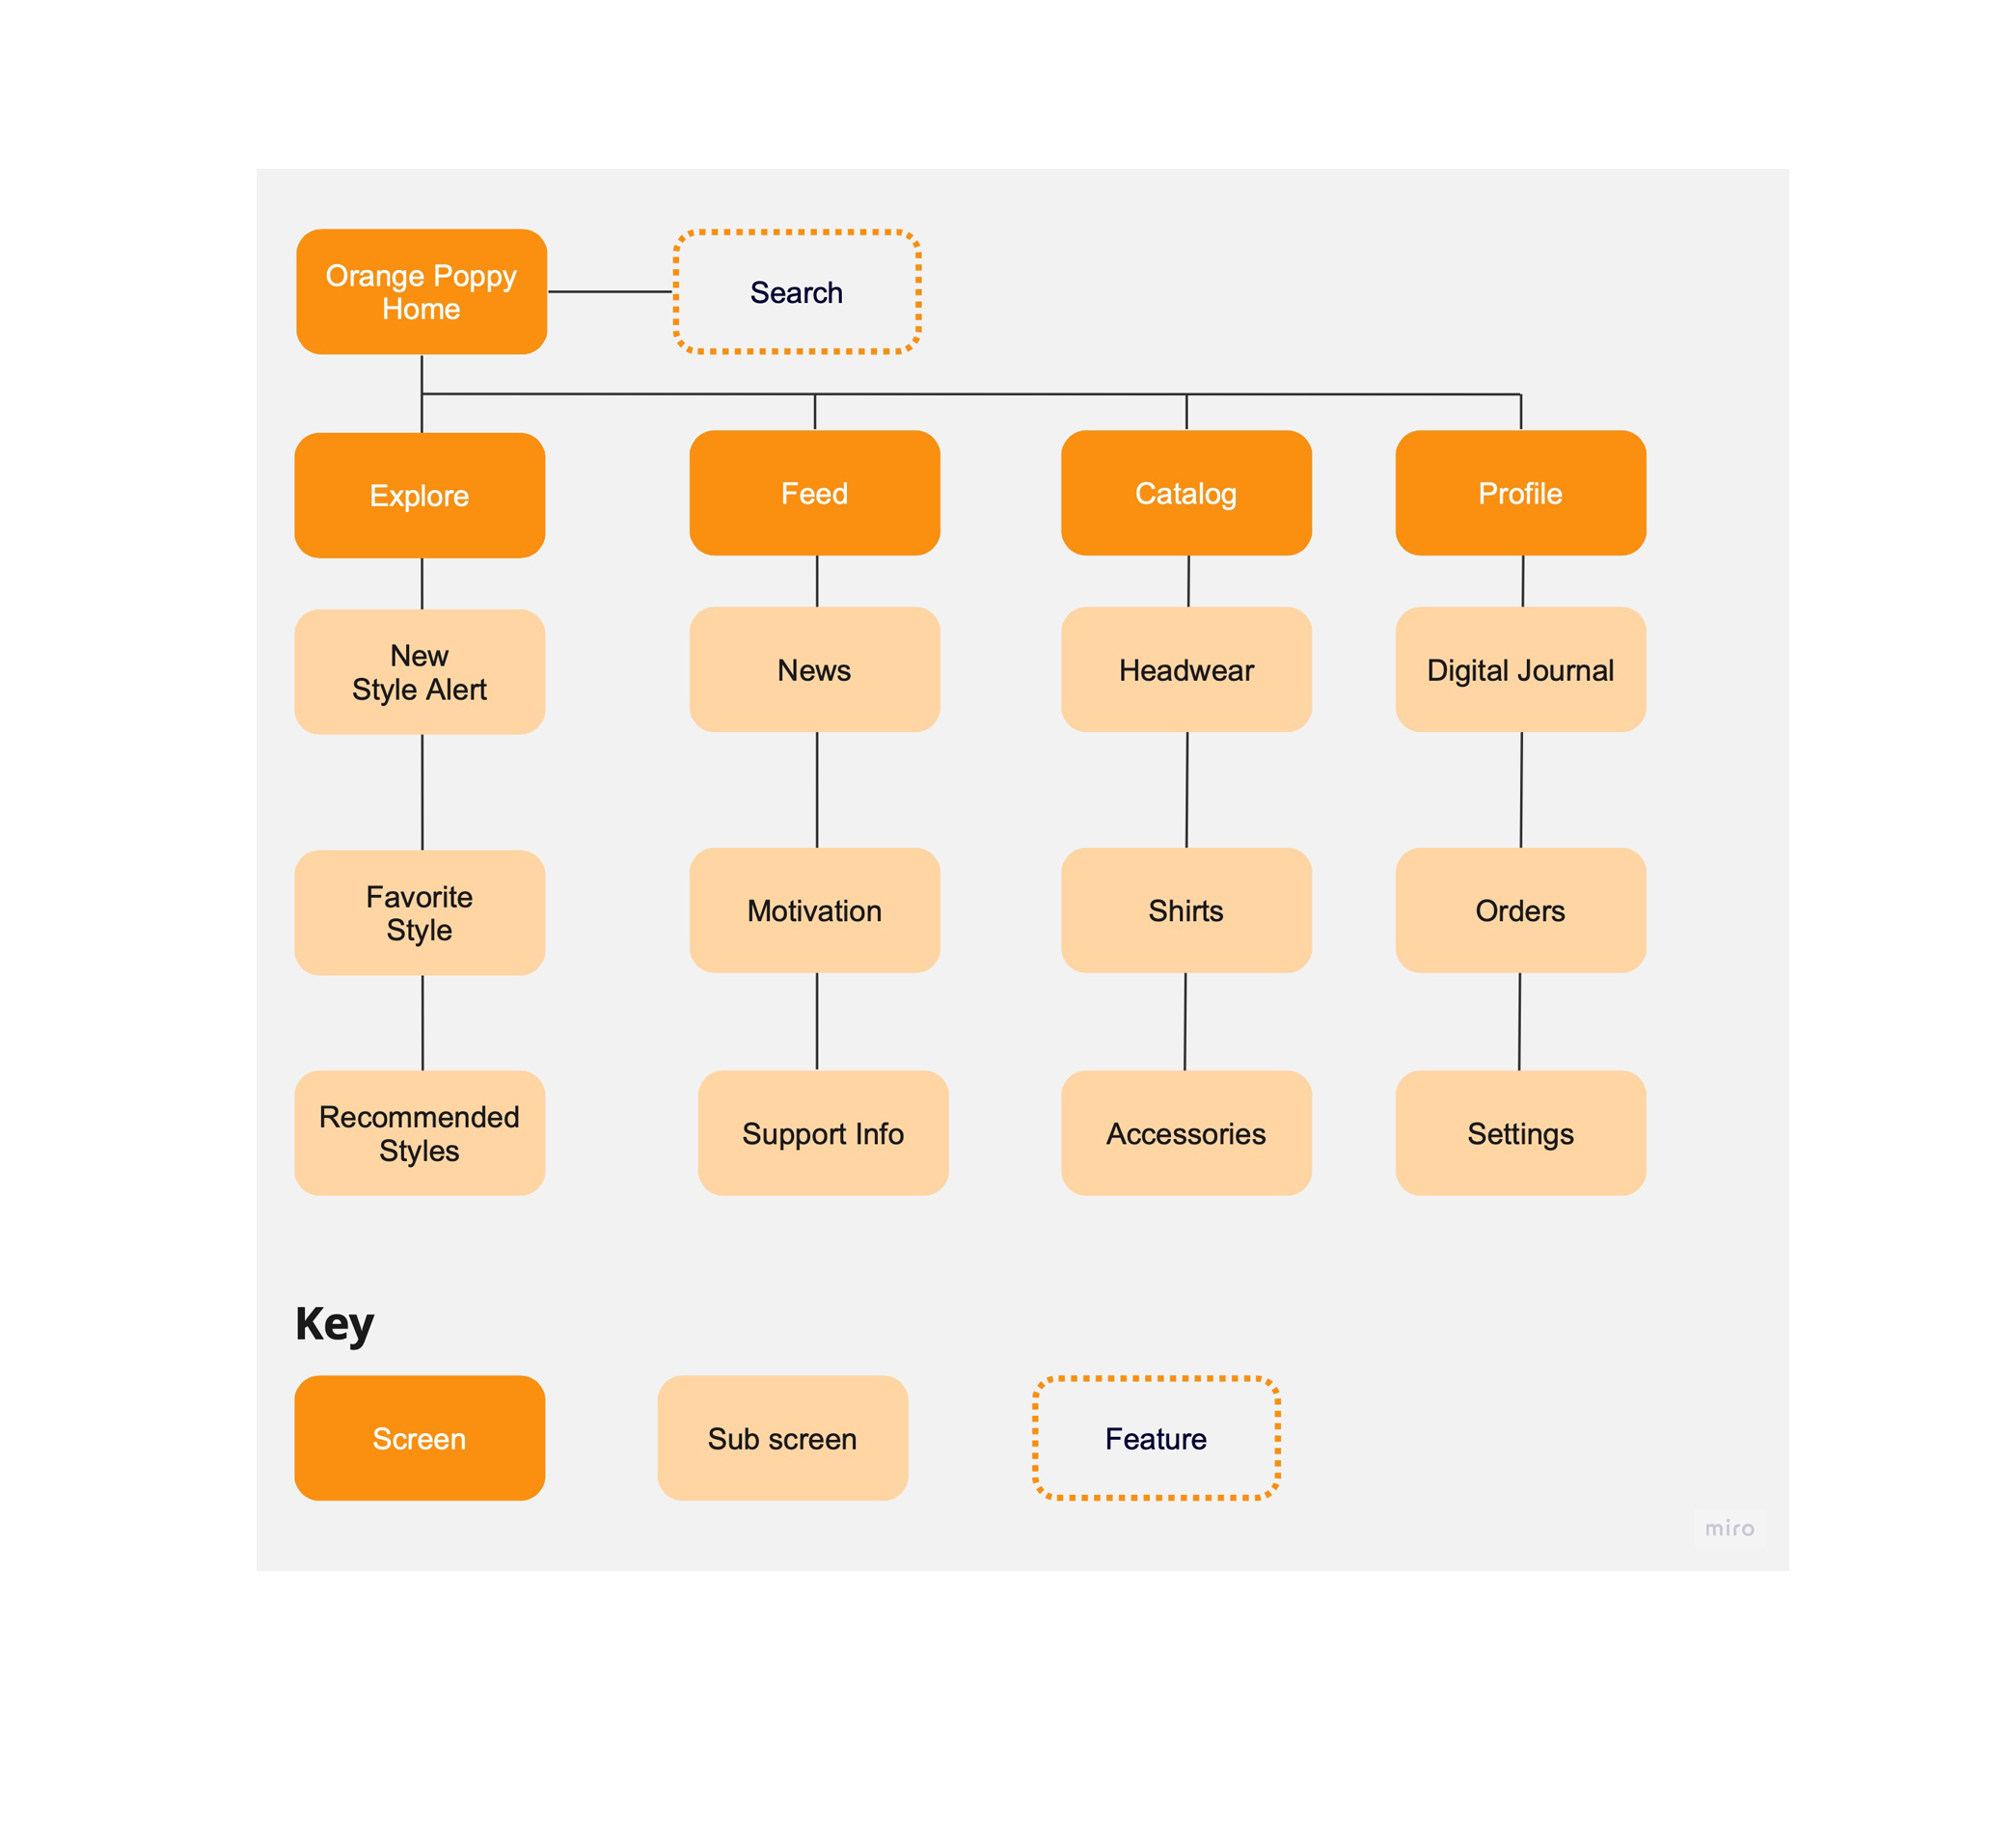 Orange Poppy
Home
Search
Explore
Feed
Catalog
Profile
New
Style Alert
News
Headwear
Digital Journal
Favorite
Style
Motivation
Shirts
Orders
Recommended
Styles
Support Info
Accessories
Settings
Key
Screen
Sub screen
Feature
miro